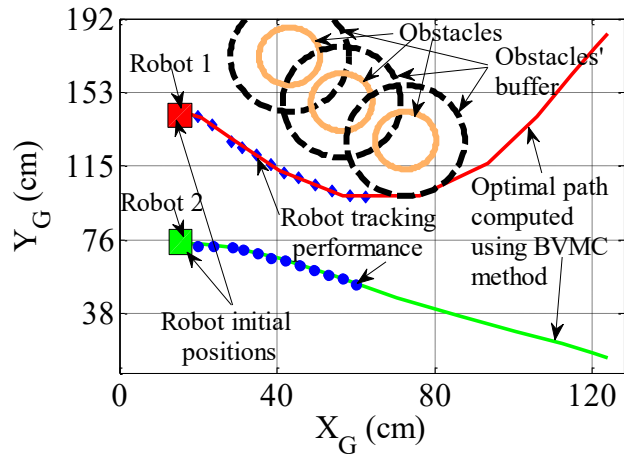 192
153
115
76
38
0
40
80
120
Y_G (cm)
X_G (cm)
Robot 1
Robot 2
Obstacles
Obstacles'
buffer
Robot tracking
performance
Optimal path
computed
using BVMC
method
Robot initial
positions